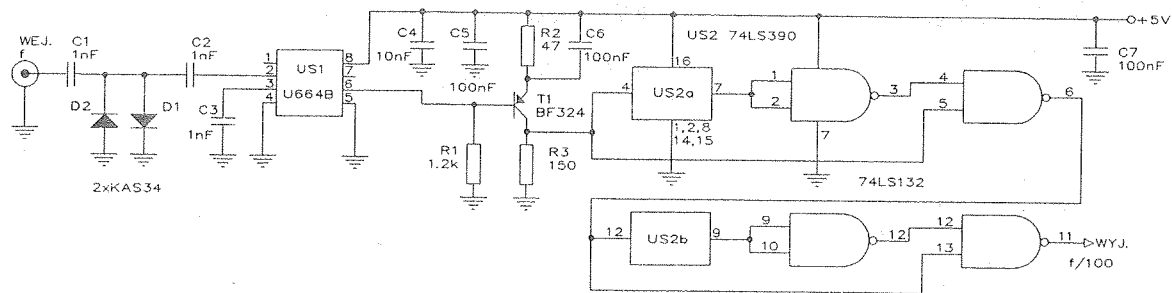 WEJ.
f
C1
1nF
C2
1nF
D2
D1
2xKAS34
C3
1nF
1
2
3
4
US1
U664B
8
7
6
5
C4
10nF
C5
100nF
R2
47
C6
100nF
T1
BF324
R1
1.2k
R3
150
US2 74LS390
16
4
US2a
7
1,2,8
14,15
1
2
3
7
4
5
6
74LS132
+5V
C7
100nF
12
US2b
9
9
10
12
12
13
11
WYJ.
f/100